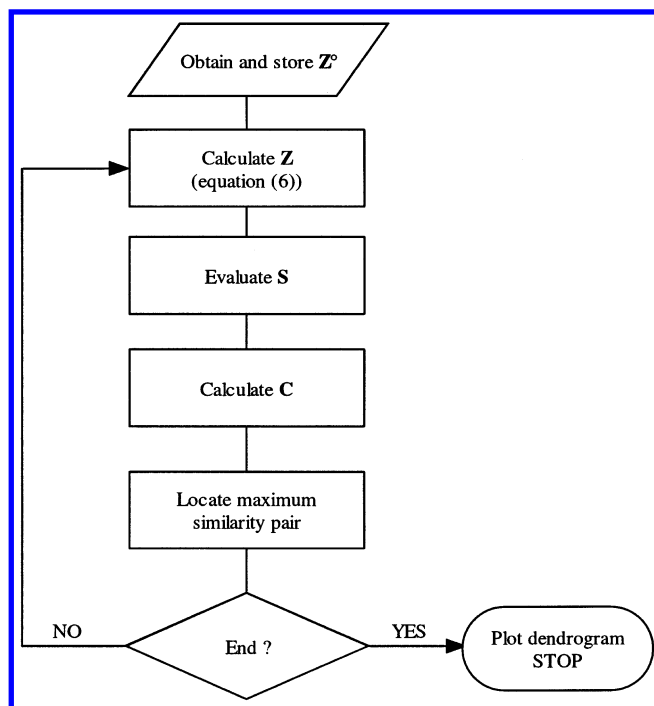 Obtain and store Z°
Calculate Z
(equation (6))
Evaluate S
Calculate C
Locate maximum
similarity pair
End ?
NO
YES
Plot dendrogram
STOP